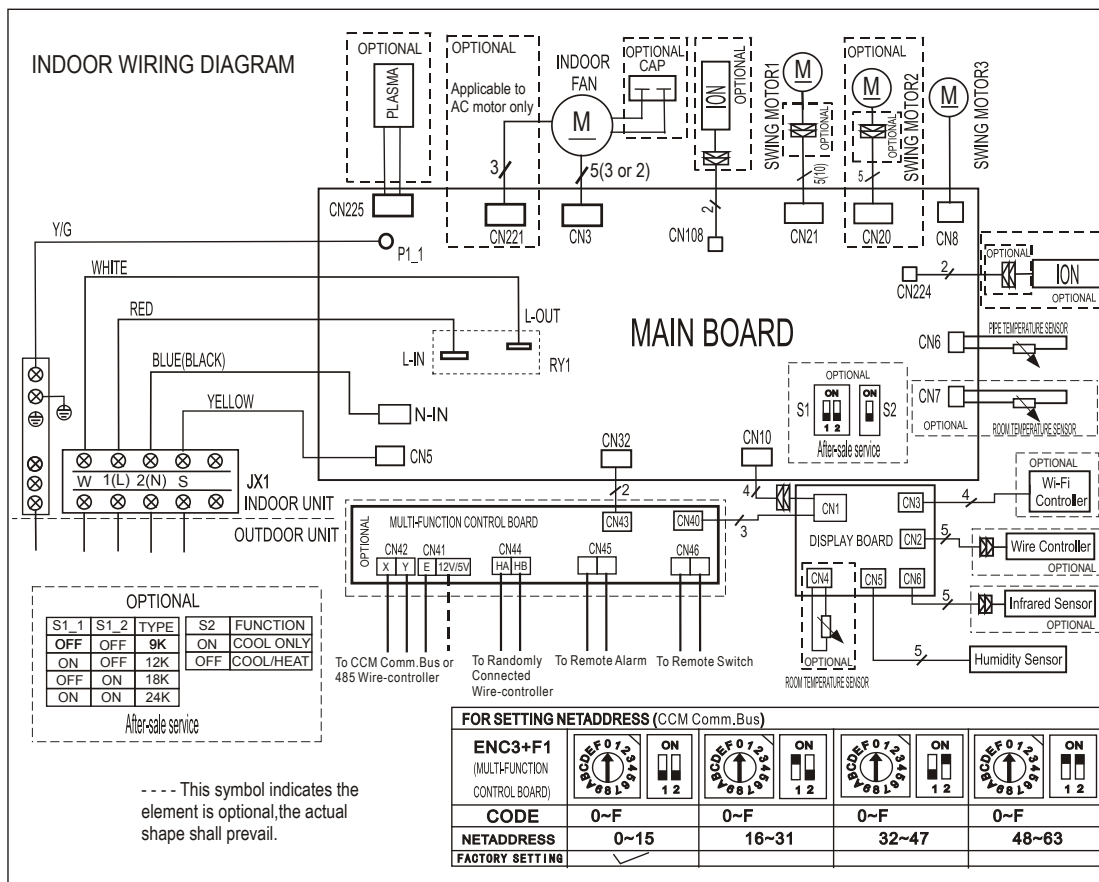 INDOOR WIRING DIAGRAM
OPTIONAL
PLASMA
OPTIONAL
Applicable to
AC motor only
INDOOR
FAN
M
OPTIONAL
CAP
ION
OPTIONAL
SWING MOTOR1
M
OPTIONAL
OPTIONAL
M
SWING MOTOR2
OPTIONAL
M
SWING MOTOR3
3
5(3 or 2)
2
5(10)
5
CN225
P1_1
CN221
CN3
CN108
CN21
CN20
CN8
Y/G
WHITE
RED
BLUE(BLACK)
YELLOW
L-OUT
L-IN
RY1
N-IN
CN5
MAIN BOARD
CN224
2
OPTIONAL
ION
OPTIONAL
CN6
PIPE TEMPERATURE SENSOR
CN7
OPTIONAL
ROOM TEMPERATURE SENSOR
OPTIONAL
S1
ON
1 2
ON
S2
After-sale service
W 1(L) 2(N) S
JX1
INDOOR UNIT
OUTDOOR UNIT
CN32
2
CN10
4
OPTIONAL
MULTI-FUNCTION CONTROL BOARD
CN43
CN40
3
CN42
X Y
CN41
E 12V/5V
CN44
HA HB
CN45
CN46
To CCM Comm.Bus or
485 Wire-controller
To Randomly
Connected
Wire-controller
To Remote Alarm
To Remote Switch
CN1
CN3
4
OPTIONAL
Wi-Fi
Controller
DISPLAY BOARD
CN2
5
Wire Controller
OPTIONAL
CN4
CN5
CN6
5
Infrared Sensor
OPTIONAL
OPTIONAL
ROOM TEMPERATURE SENSOR
5
Humidity Sensor
OPTIONAL
S1_1 S1_2 TYPE
OFF OFF 9K
ON OFF 12K
OFF ON 18K
ON ON 24K
S2 FUNCTION
ON COOL ONLY
OFF COOL/HEAT
After-sale service
- - - - This symbol indicates the
element is optional,the actual
shape shall prevail.
FOR SETTING NETADDRESS (CCM Comm.Bus)
ENC3+F1
(MULTI-FUNCTION
CONTROL BOARD)
0123456789ABCDEF
ON
1 2
0123456789ABCDEF
ON
1 2
0123456789ABCDEF
ON
1 2
0123456789ABCDEF
ON
1 2
CODE 0~F 0~F 0~F 0~F
NETADDRESS 0~15 16~31 32~47 48~63
FACTORY SETTING